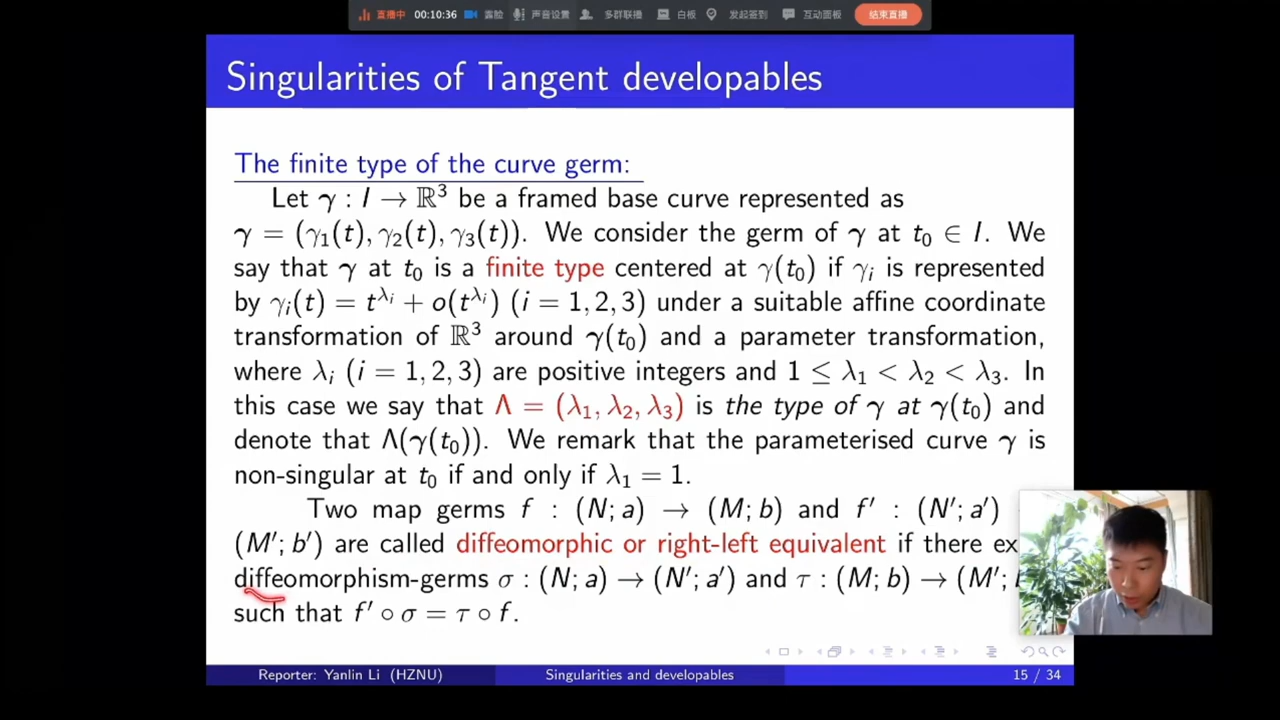 直播中 00:10:36 露脸 声音设置 多群联播 白板 发起签到 互动面板 结束直播
Singularities of Tangent developables
The finite type of the curve germ:
Let γ : I → ℝ³ be a framed base curve represented as
γ = (γ₁(t), γ₂(t), γ₃(t)). We consider the germ of γ at t₀ ∈ I. We
say that γ at t₀ is a finite type centered at γ(t₀) if γᵢ is represented
by γᵢ(t) = t^{λᵢ} + o(t^{λᵢ}) (i = 1, 2, 3) under a suitable affine coordinate
transformation of ℝ³ around γ(t₀) and a parameter transformation,
where λᵢ (i = 1, 2, 3) are positive integers and 1 ≤ λ₁ < λ₂ < λ₃. In
this case we say that Λ = (λ₁, λ₂, λ₃) is the type of γ at γ(t₀) and
denote that Λ(γ(t₀)). We remark that the parameterised curve γ is
non-singular at t₀ if and only if λ₁ = 1.
Two map germs f : (N; a) → (M; b) and f′ : (N′; a′)
(M′; b′) are called diffeomorphic or right-left equivalent if there ex
diffeomorphism-germs σ : (N; a) → (N′; a′) and τ : (M; b) → (M′;
such that f′ ∘ σ = τ ∘ f.
Reporter: Yanlin Li (HZNU) Singularities and developables 15 / 34